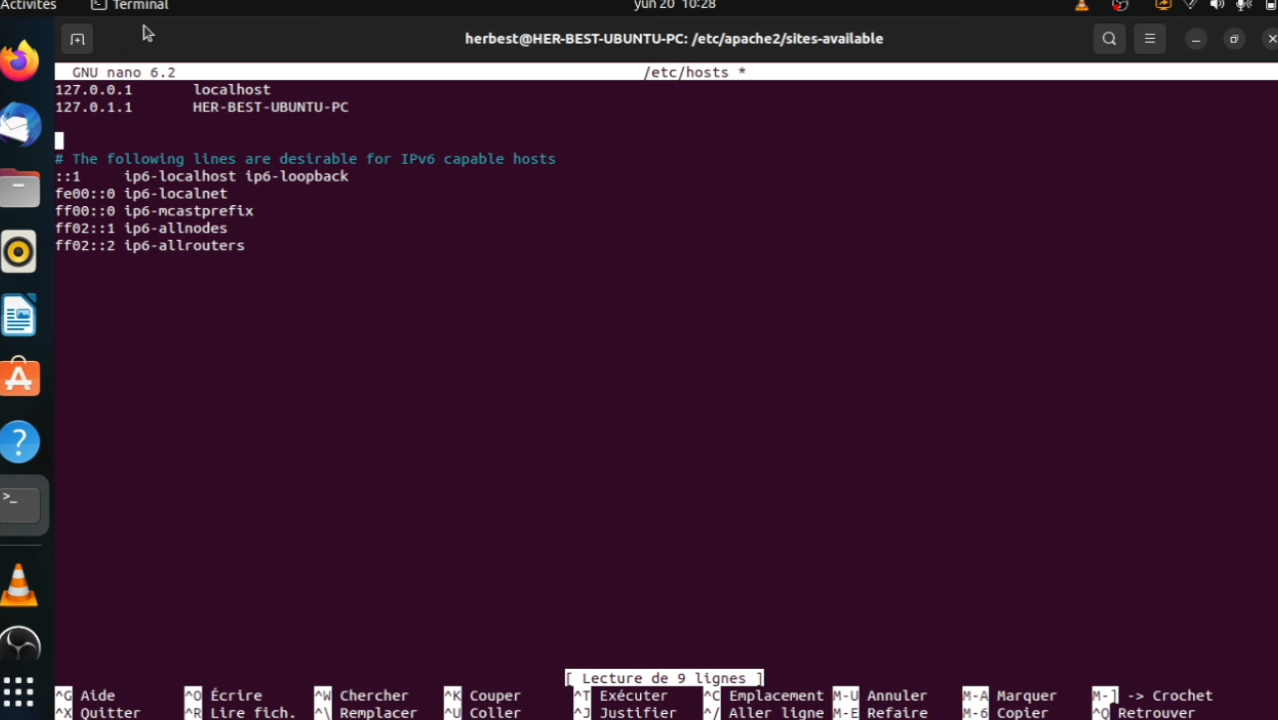 Activités Terminal yun 20 10:28
herbest@HER-BEST-UBUNTU-PC: /etc/apache2/sites-available
GNU nano 6.2 /etc/hosts *
127.0.0.1 localhost
127.0.1.1 HER-BEST-UBUNTU-PC
# The following lines are desirable for IPv6 capable hosts
::1 ip6-localhost ip6-loopback
fe00::0 ip6-localnet
ff00::0 ip6-mcastprefix
ff02::1 ip6-allnodes
ff02::2 ip6-allrouters
[ Lecture de 9 lignes ]
^G Aide ^O Écrire ^W Chercher ^K Couper ^T Exécuter ^C Emplacement M-U Annuler M-A Marquer M-] -> Crochet
^X Quitter ^R Lire fich. ^\ Remplacer ^U Coller ^J Justifier ^/ Aller ligne M-E Refaire M-6 Copier ^Q Retrouver